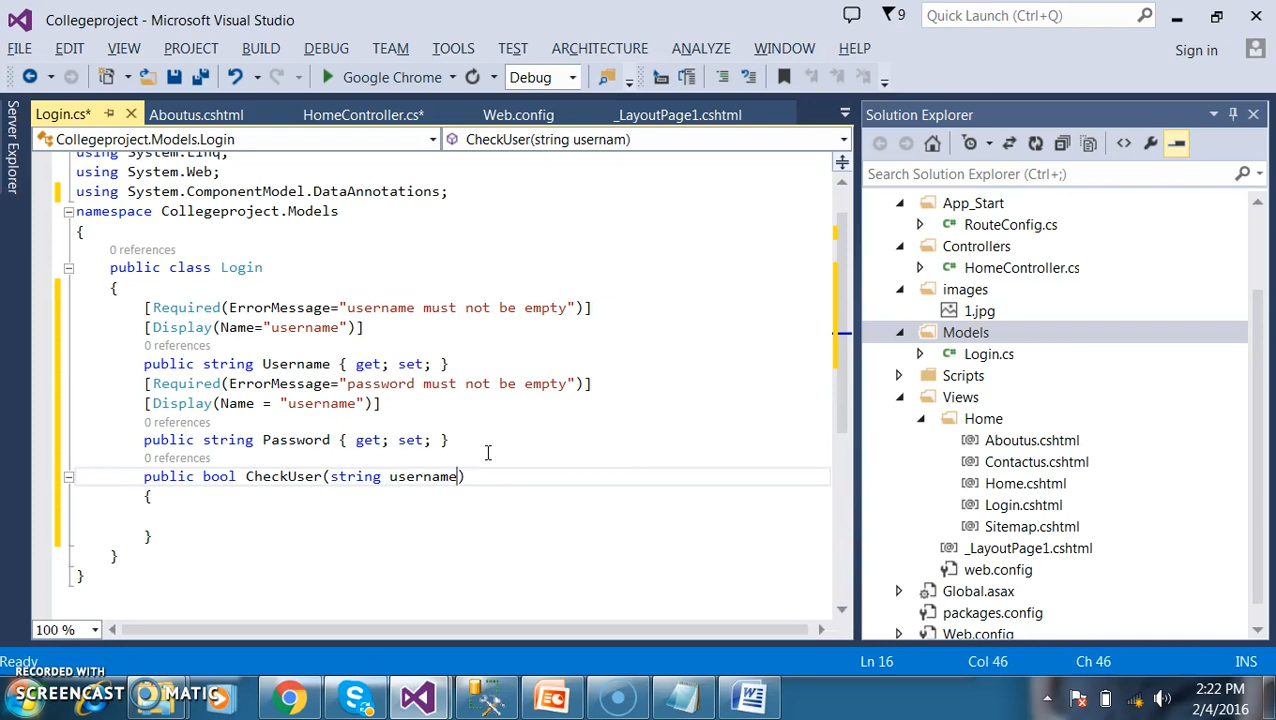 Collegeproject - Microsoft Visual Studio
9
Quick Launch (Ctrl+Q)
FILE EDIT VIEW PROJECT BUILD DEBUG TEAM TOOLS TEST ARCHITECTURE ANALYZE WINDOW HELP
Sign in
Google Chrome
Debug
Server Explorer
Login.cs*
Aboutus.cshtml
HomeController.cs*
Web.config
_LayoutPage1.cshtml
Collegeproject.Models.Login
CheckUser(string usernam)
using System.Linq;
using System.Web;
using System.ComponentModel.DataAnnotations;
namespace Collegeproject.Models
{
0 references
public class Login
{
[Required(ErrorMessage="username must not be empty")]
[Display(Name="username")]
0 references
public string Username { get; set; }
[Required(ErrorMessage="password must not be empty")]
[Display(Name = "username")]
0 references
public string Password { get; set; }
0 references
public bool CheckUser(string username)
{
}
}
}
100 %
Solution Explorer
Search Solution Explorer (Ctrl+;)
App_Start
RouteConfig.cs
Controllers
HomeController.cs
images
1.jpg
Models
Login.cs
Scripts
Views
Home
Aboutus.cshtml
Contactus.cshtml
Home.cshtml
Login.cshtml
Sitemap.cshtml
_LayoutPage1.cshtml
web.config
Global.asax
packages.config
Web.config
Ready
Ln 16
Col 46
Ch 46
INS
RECORDED WITH
SCREENCAST MATIC
2:22 PM
2/4/2016